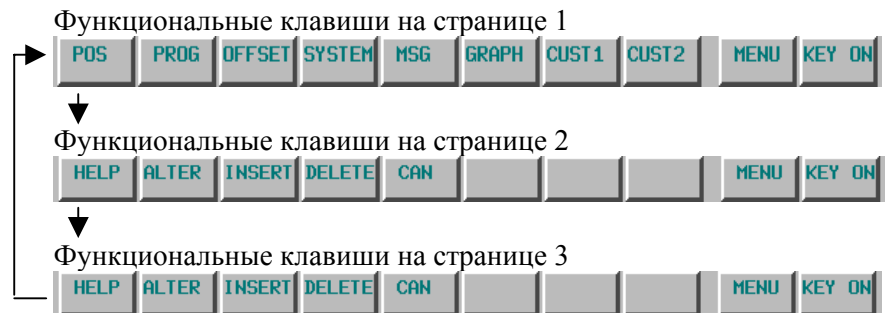 Функциональные клавиши на странице 1
POS PROG OFFSET SYSTEM MSG GRAPH CUST1 CUST2 MENU KEY ON
Функциональные клавиши на странице 2
HELP ALTER INSERT DELETE CAN MENU KEY ON
Функциональные клавиши на странице 3
HELP ALTER INSERT DELETE CAN MENU KEY ON